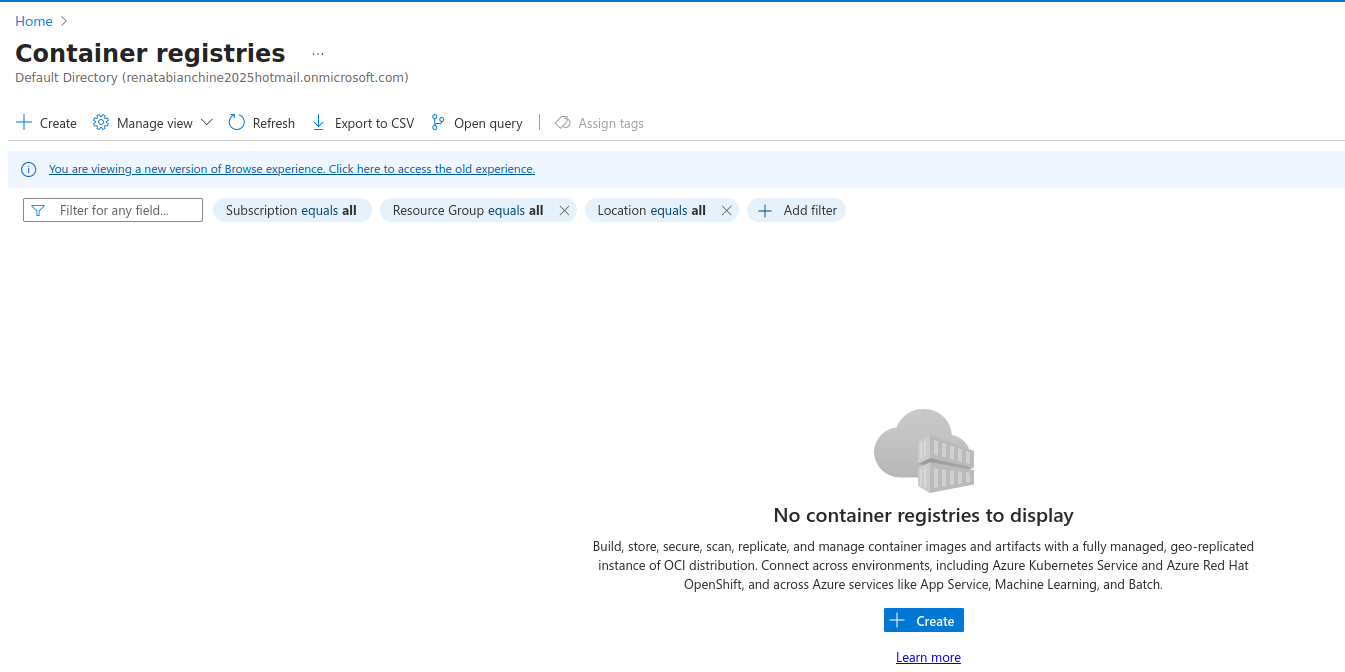 Home
Container registries ...
Default Directory (renatabianchine2025hotmail.onmicrosoft.com)
Create Manage view Refresh Export to CSV Open query Assign tags
You are viewing a new version of Browse experience. Click here to access the old experience.
Filter for any field... Subscription equals all Resource Group equals all Location equals all Add filter
No container registries to display
Build, store, secure, scan, replicate, and manage container images and artifacts with a fully managed, geo-replicated
instance of OCI distribution. Connect across environments, including Azure Kubernetes Service and Azure Red Hat
OpenShift, and across Azure services like App Service, Machine Learning, and Batch.
Create
Learn more